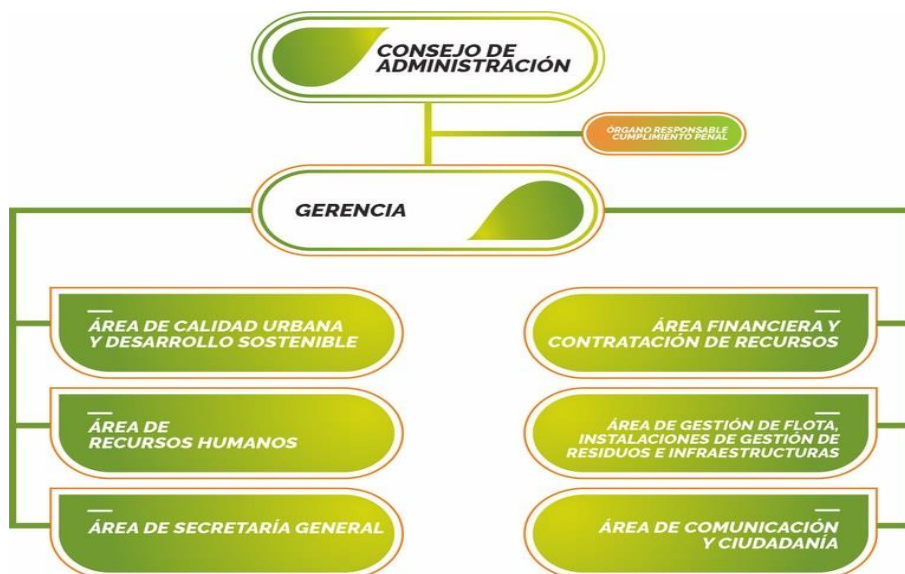 CONSEJO DE
ADMINISTRACIÓN
ÓRGANO RESPONSABLE
CUMPLIMIENTO PENAL
GERENCIA
ÁREA DE CALIDAD URBANA
Y DESARROLLO SOSTENIBLE
ÁREA FINANCIERA Y
CONTRATACIÓN DE RECURSOS
ÁREA DE
RECURSOS HUMANOS
ÁREA DE GESTIÓN DE FLOTA,
INSTALACIONES DE GESTIÓN DE
RESIDUOS E INFRAESTRUCTURAS
ÁREA DE SECRETARÍA GENERAL
ÁREA DE COMUNICACIÓN
Y CIUDADANÍA